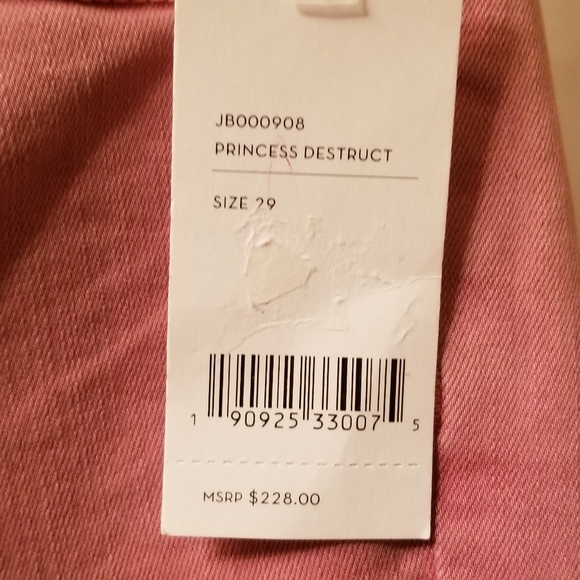 JB000908
PRINCESS DESTRUCT
SIZE 29
1 90925 33007 5
MSRP $228.00